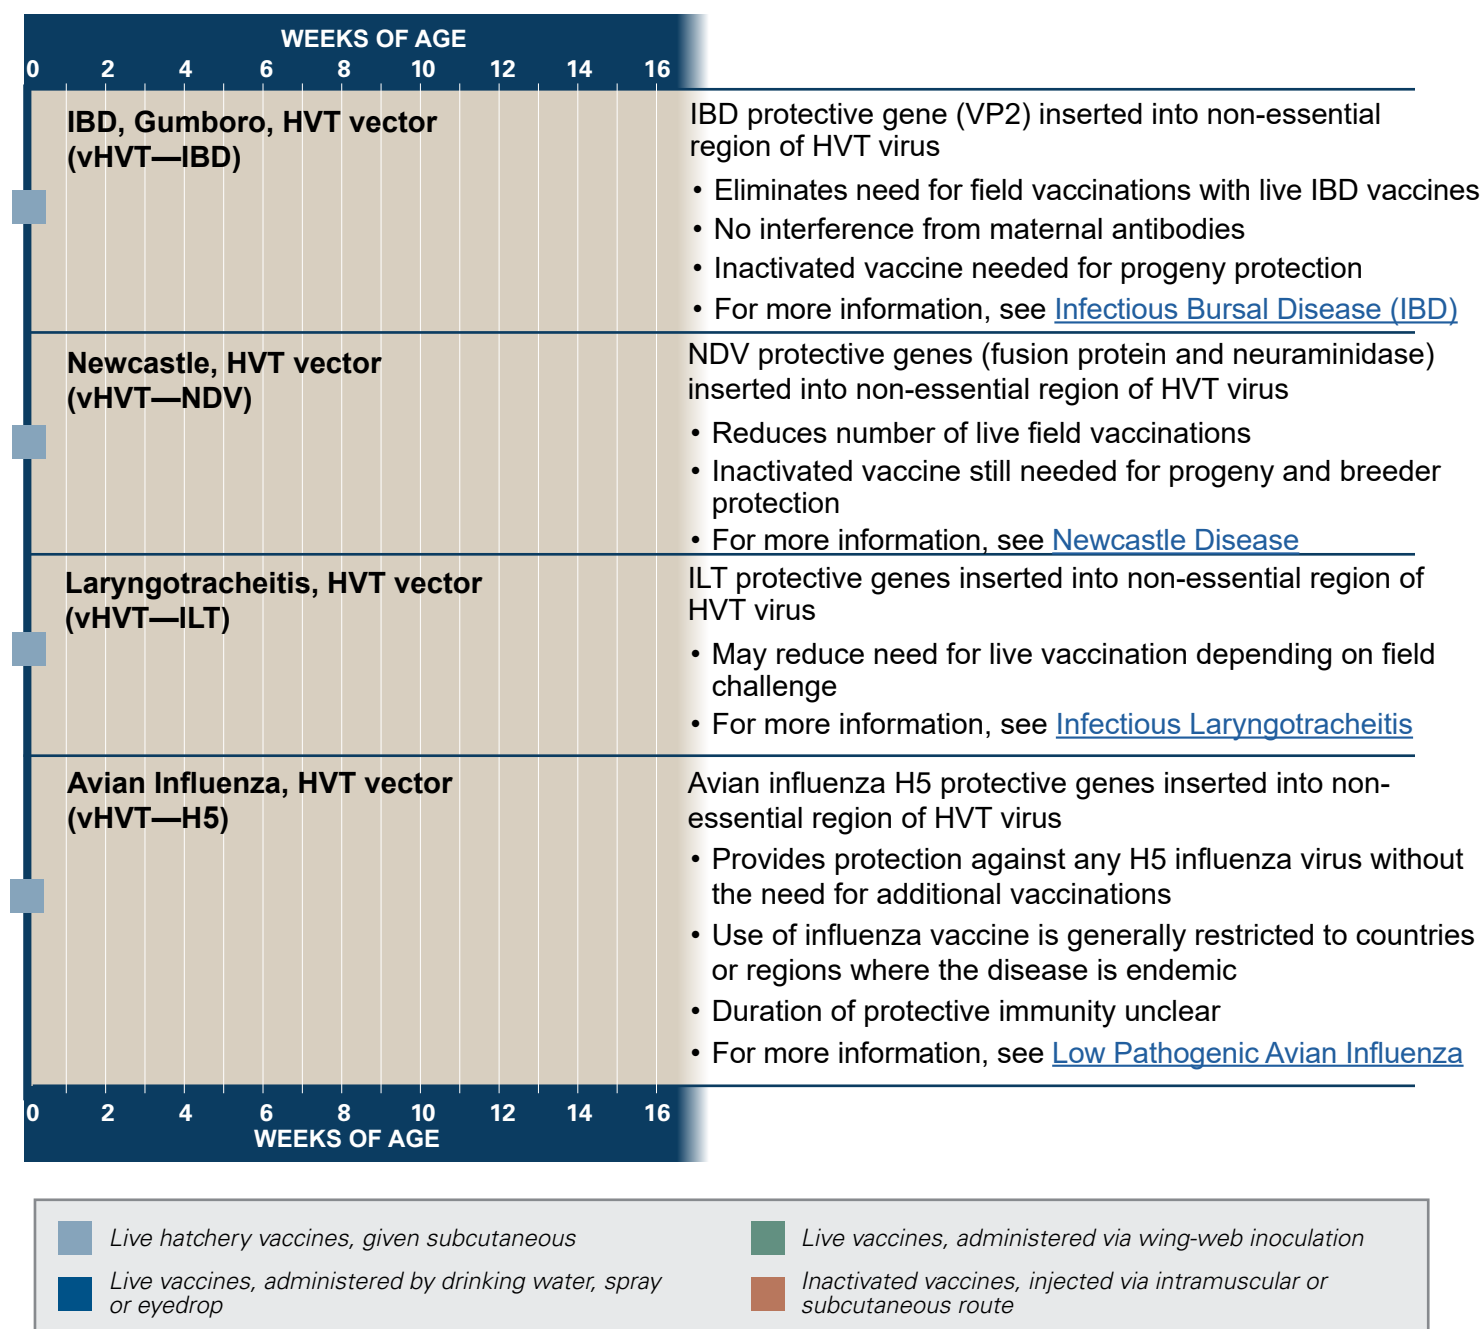 WEEKS OF AGE
0 2 4 6 8 10 12 14 16
IBD, Gumboro, HVT vector
(vHVT—IBD)
IBD protective gene (VP2) inserted into non-essential
region of HVT virus
• Eliminates need for field vaccinations with live IBD vaccines
• No interference from maternal antibodies
• Inactivated vaccine needed for progeny protection
• For more information, see Infectious Bursal Disease (IBD)
Newcastle, HVT vector
(vHVT—NDV)
NDV protective genes (fusion protein and neuraminidase)
inserted into non-essential region of HVT virus
• Reduces number of live field vaccinations
• Inactivated vaccine still needed for progeny and breeder
protection
• For more information, see Newcastle Disease
Laryngotracheitis, HVT vector
(vHVT—ILT)
ILT protective genes inserted into non-essential region of
HVT virus
• May reduce need for live vaccination depending on field
challenge
• For more information, see Infectious Laryngotracheitis
Avian Influenza, HVT vector
(vHVT—H5)
Avian influenza H5 protective genes inserted into non-
essential region of HVT virus
• Provides protection against any H5 influenza virus without
the need for additional vaccinations
• Use of influenza vaccine is generally restricted to countries
or regions where the disease is endemic
• Duration of protective immunity unclear
• For more information, see Low Pathogenic Avian Influenza
0 2 4 6 8 10 12 14 16
WEEKS OF AGE
Live hatchery vaccines, given subcutaneous
Live vaccines, administered by drinking water, spray
or eyedrop
Live vaccines, administered via wing-web inoculation
Inactivated vaccines, injected via intramuscular or
subcutaneous route